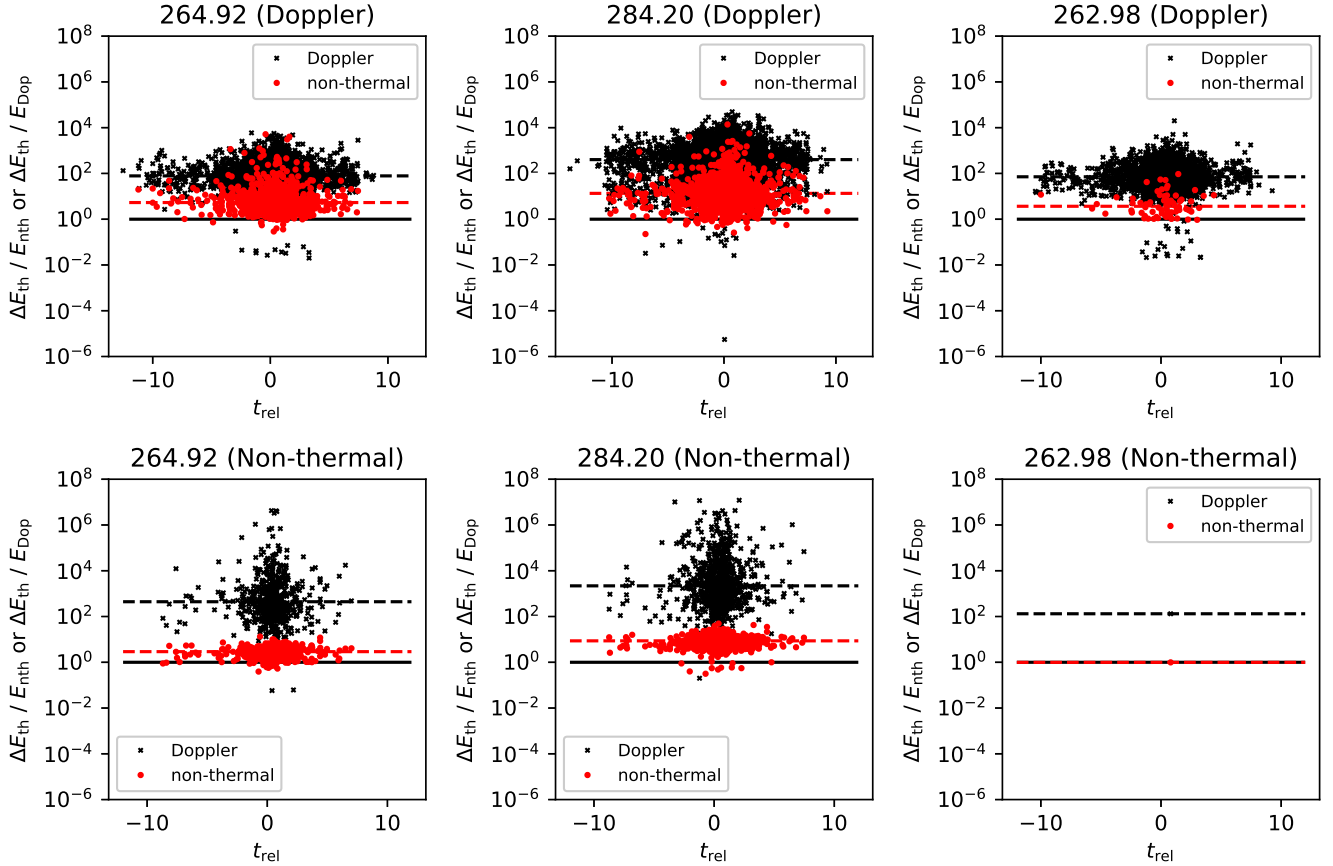 264.92 (Doppler)
ΔE_th / E_nth or ΔE_th / E_Dop
10^8
10^6
10^4
10^2
10^0
10^−2
10^−4
10^−6
Doppler
non-thermal
−10
0
10
t_rel
284.20 (Doppler)
ΔE_th / E_nth or ΔE_th / E_Dop
10^8
10^6
10^4
10^2
10^0
10^−2
10^−4
10^−6
Doppler
non-thermal
−10
0
10
t_rel
262.98 (Doppler)
ΔE_th / E_nth or ΔE_th / E_Dop
10^8
10^6
10^4
10^2
10^0
10^−2
10^−4
10^−6
Doppler
non-thermal
−10
0
10
t_rel
264.92 (Non-thermal)
ΔE_th / E_nth or ΔE_th / E_Dop
10^8
10^6
10^4
10^2
10^0
10^−2
10^−4
10^−6
Doppler
non-thermal
−10
0
10
t_rel
284.20 (Non-thermal)
ΔE_th / E_nth or ΔE_th / E_Dop
10^8
10^6
10^4
10^2
10^0
10^−2
10^−4
10^−6
Doppler
non-thermal
−10
0
10
t_rel
262.98 (Non-thermal)
ΔE_th / E_nth or ΔE_th / E_Dop
10^8
10^6
10^4
10^2
10^0
10^−2
10^−4
10^−6
Doppler
non-thermal
−10
0
10
t_rel